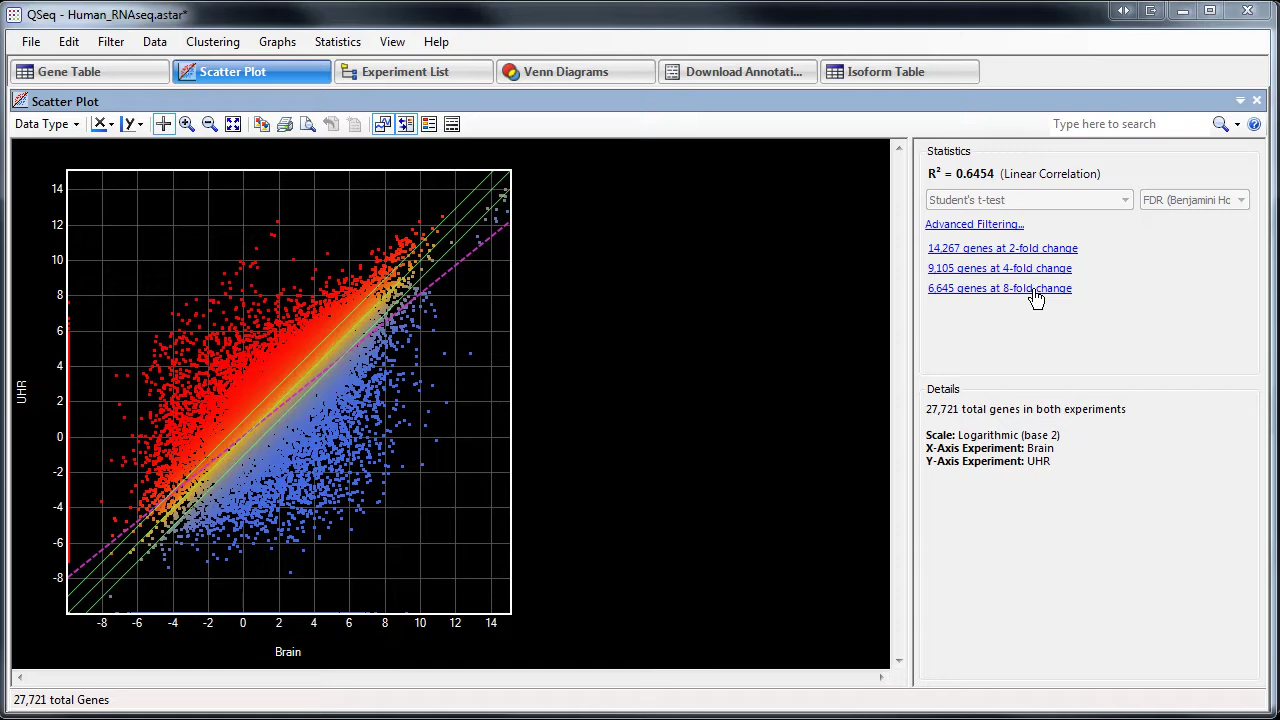 QSeq - Human_RNAseq.astar*
File Edit Filter Data Clustering Graphs Statistics View Help
Gene Table Scatter Plot Experiment List Venn Diagrams Download Annotati... Isoform Table
Scatter Plot
Data Type X Y Type here to search
Statistics
R² = 0.6454 (Linear Correlation)
Student's t-test FDR (Benjamini Hc
Advanced Filtering...
14,267 genes at 2-fold change
9,105 genes at 4-fold change
6,645 genes at 8-fold change
Details
27,721 total genes in both experiments
Scale: Logarithmic (base 2)
X-Axis Experiment: Brain
Y-Axis Experiment: UHR
14
12
10
8
6
4
2
0
-2
-4
-6
-8
UHR
-8 -6 -4 -2 0 2 4 6 8 10 12 14
Brain
27,721 total Genes